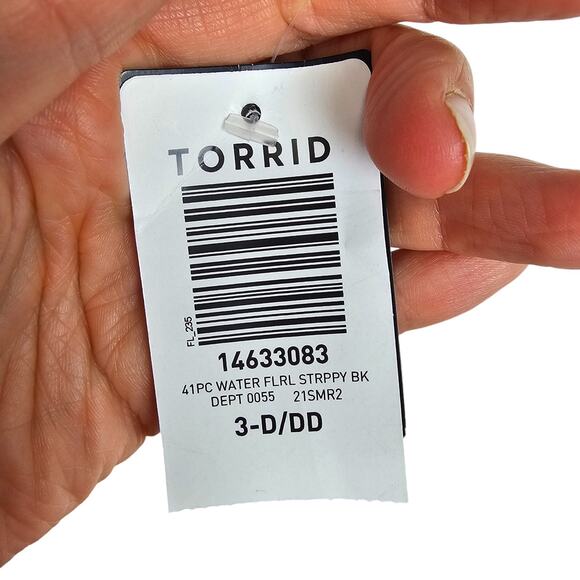 TORRID
FL_235
14633083
41PC WATER FLRL STRPPY BK
DEPT 0055 21SMR2
3-D/DD